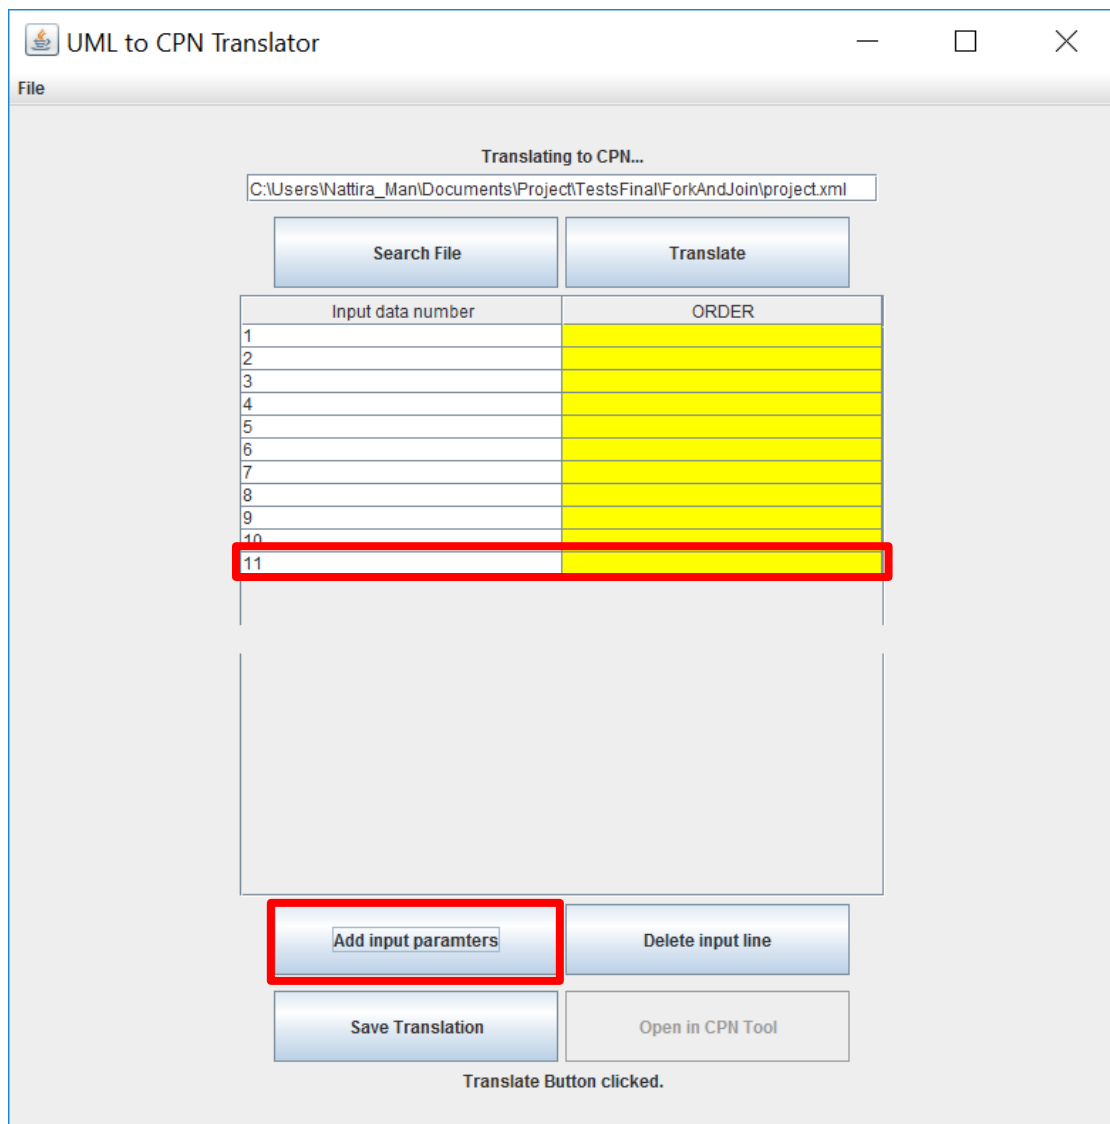 UML to CPN Translator
File
Translating to CPN...
C:\Users\Nattira_Man\Documents\Project\TestsFinal\ForkAndJoin\project.xml
Search File Translate
Input data number ORDER
1
2
3
4
5
6
7
8
9
10
11
Add input paramters Delete input line
Save Translation Open in CPN Tool
Translate Button clicked.